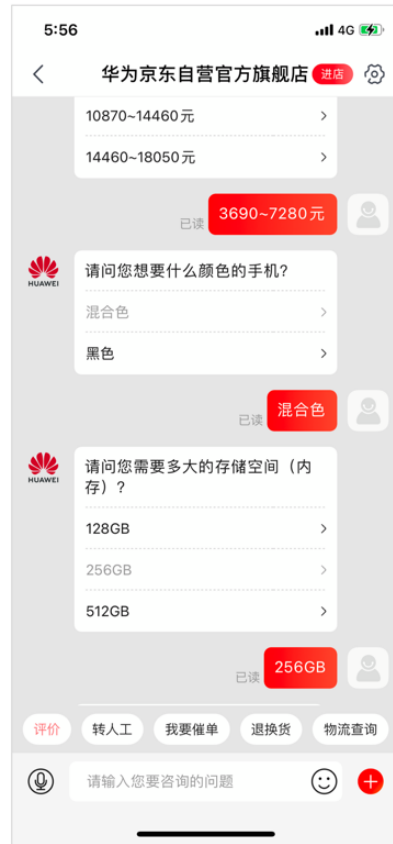 5:56
4G
华为京东自营官方旗舰店 进店
10870~14460元
14460~18050元
已读 3690~7280元
HUAWEI
请问您想要什么颜色的手机?
混合色
黑色
已读 混合色
HUAWEI
请问您需要多大的存储空间（内
存）?
128GB
256GB
512GB
已读 256GB
评价 转人工 我要催单 退换货 物流查询
请输入您要咨询的问题